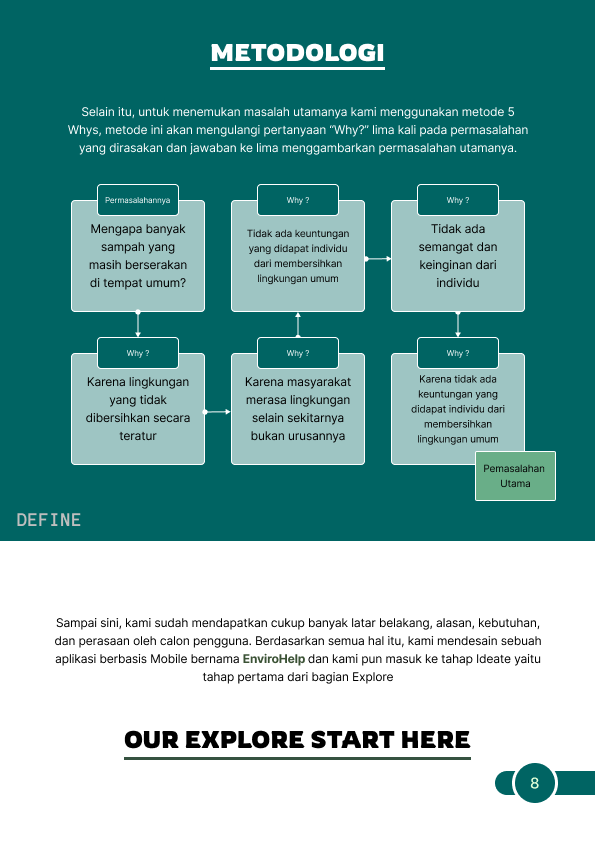 METODOLOGI
Selain itu, untuk menemukan masalah utamanya kami menggunakan metode 5
Whys, metode ini akan mengulangi pertanyaan “Why?” lima kali pada permasalahan
yang dirasakan dan jawaban ke lima menggambarkan permasalahan utamanya.
Permasalahannya
Mengapa banyak
sampah yang
masih berserakan
di tempat umum?
Why ?
Karena lingkungan
yang tidak
dibersihkan secara
teratur
Why ?
Karena masyarakat
merasa lingkungan
selain sekitarnya
bukan urusannya
Why ?
Tidak ada keuntungan
yang didapat individu
dari membersihkan
lingkungan umum
Why ?
Tidak ada
semangat dan
keinginan dari
individu
Why ?
Karena tidak ada
keuntungan yang
didapat individu dari
membersihkan
lingkungan umum
Pemasalahan
Utama
DEFINE
Sampai sini, kami sudah mendapatkan cukup banyak latar belakang, alasan, kebutuhan,
dan perasaan oleh calon pengguna. Berdasarkan semua hal itu, kami mendesain sebuah
aplikasi berbasis Mobile bernama EnviroHelp dan kami pun masuk ke tahap Ideate yaitu
tahap pertama dari bagian Explore
OUR EXPLORE START HERE
8